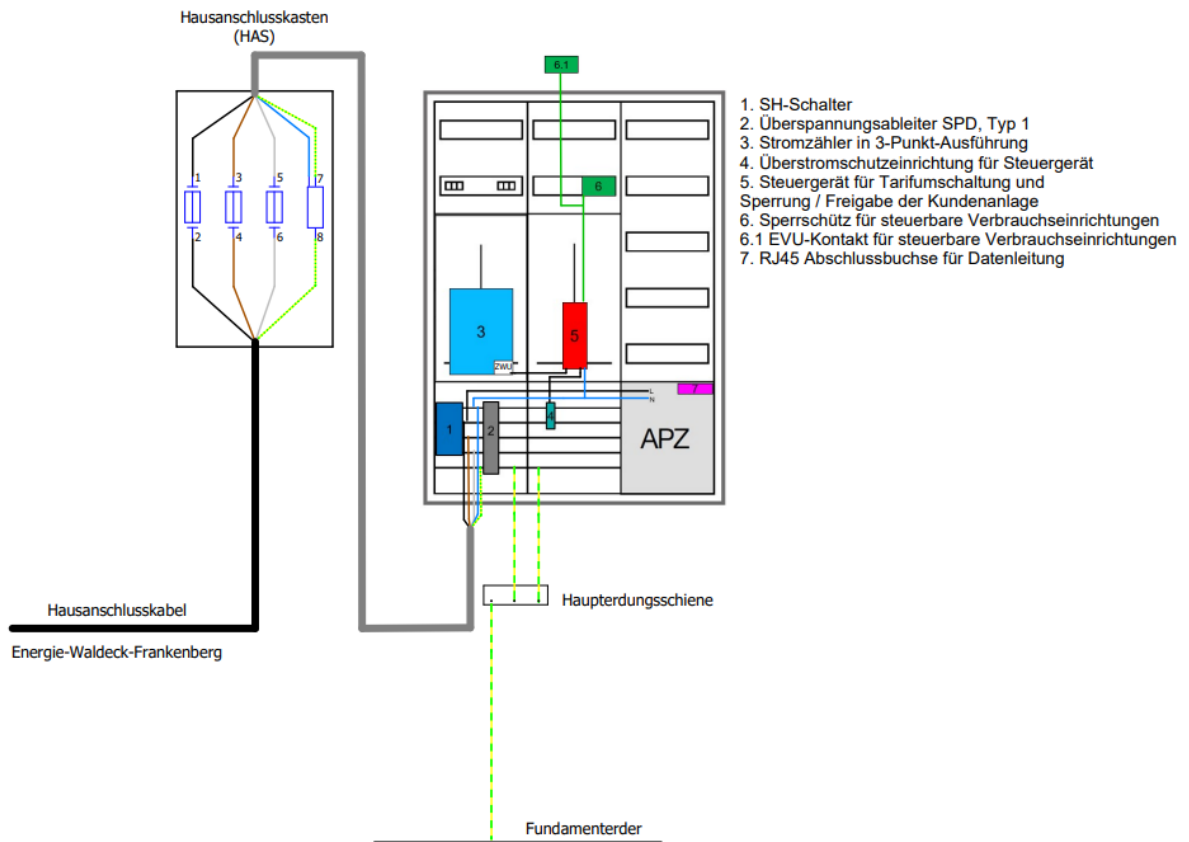 Hausanschlusskasten
(HAS)
6.1
1. SH-Schalter
2. Überspannungsableiter SPD, Typ 1
3. Stromzähler in 3-Punkt-Ausführung
4. Überstromschutzeinrichtung für Steuergerät
5. Steuergerät für Tarifumschaltung und
Sperrung / Freigabe der Kundenanlage
6. Sperrschütz für steuerbare Verbrauchseinrichtungen
6.1 EVU-Kontakt für steuerbare Verbrauchseinrichtungen
7. RJ45 Abschlussbuchse für Datenleitung
1 3 5 7
2 4 6 8
6
3
5
ZWU
7
L
N
1
2
4
APZ
Haupterdungsschiene
Hausanschlusskabel
Energie-Waldeck-Frankenberg
Fundamenterder